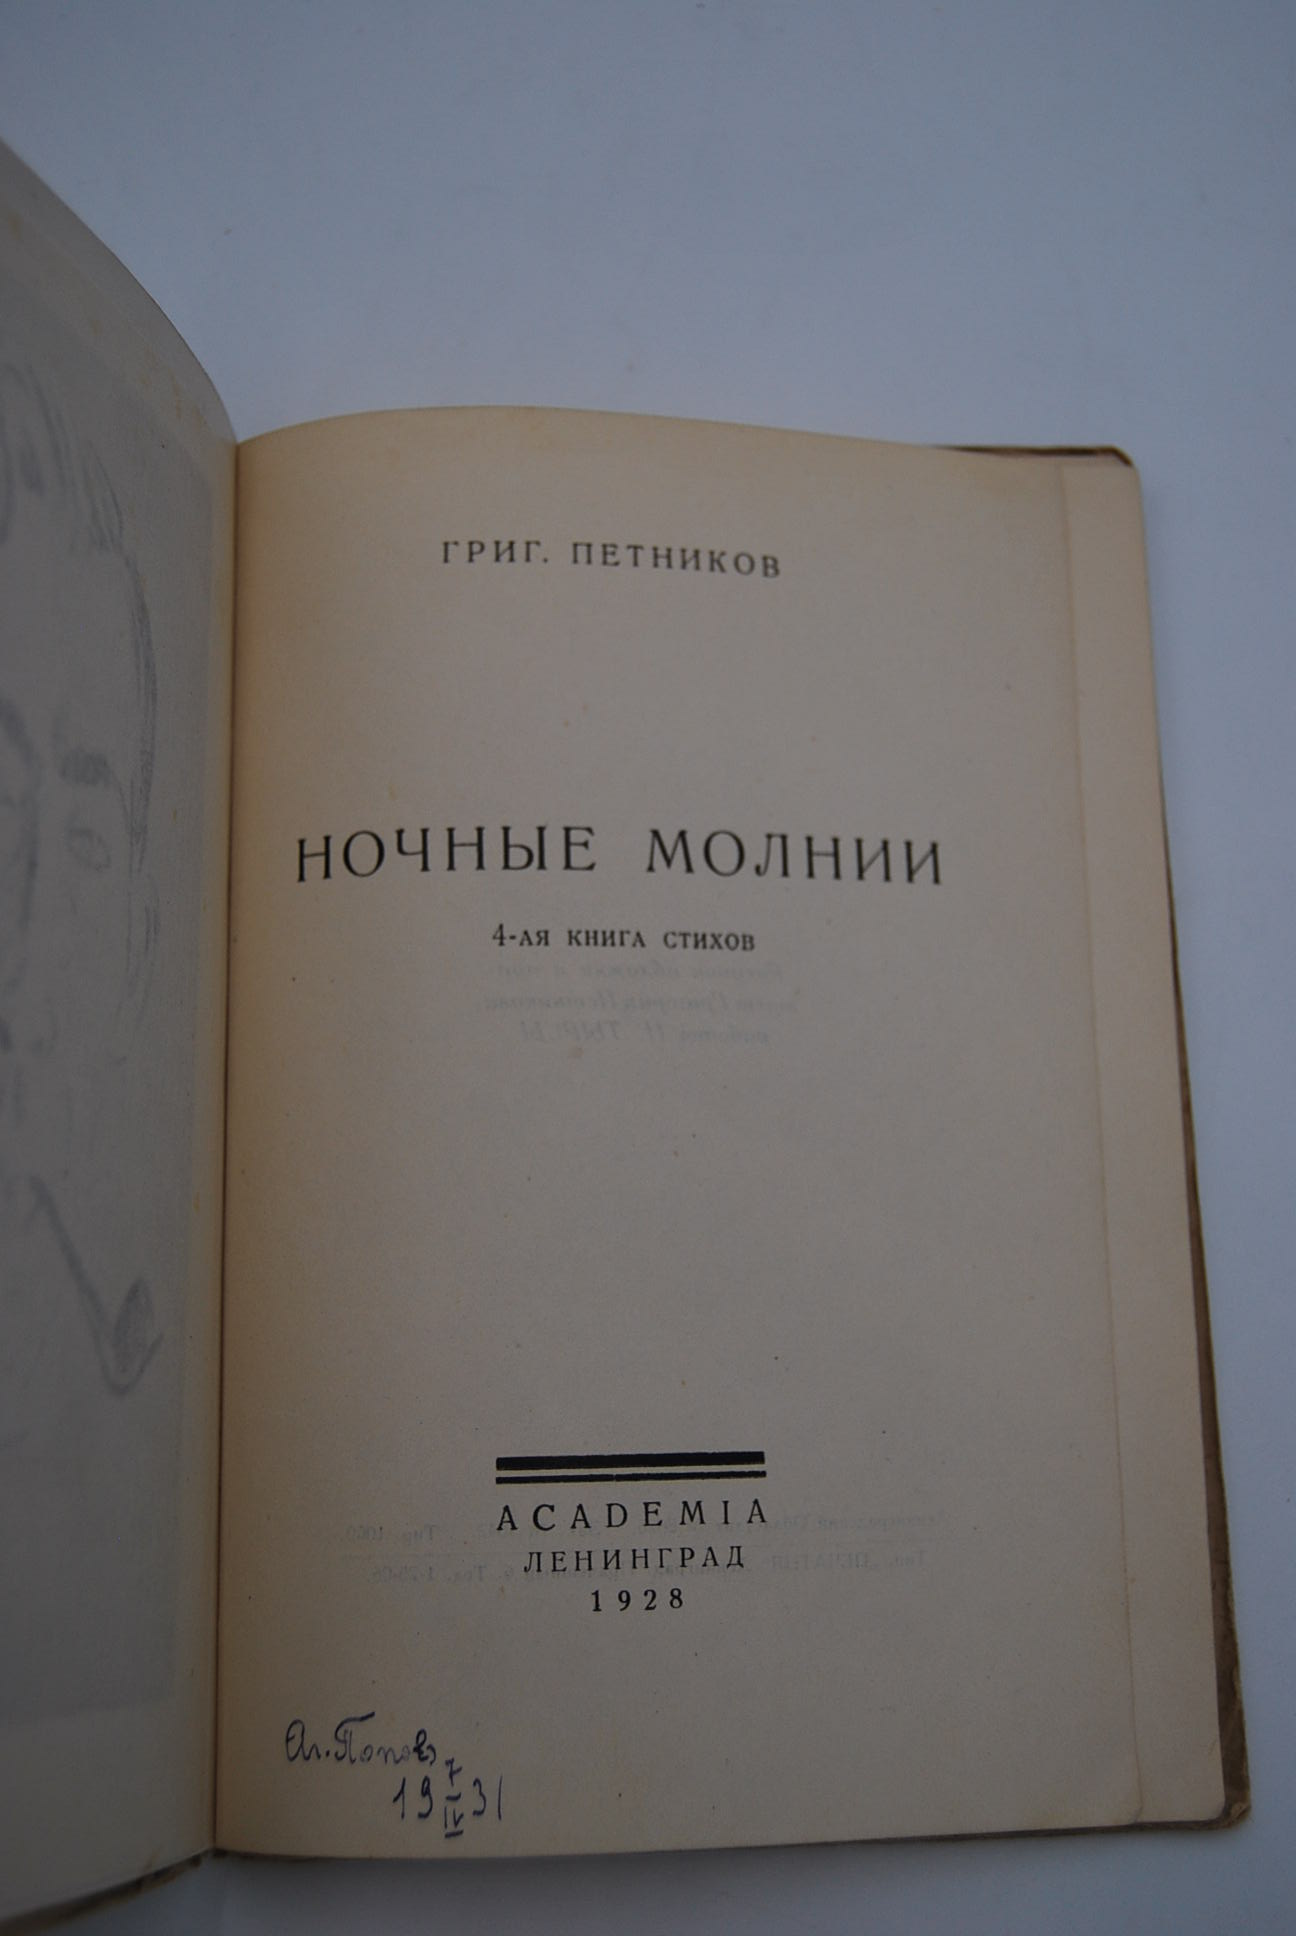 ГРИГ. ПЕТНИКОВ
НОЧНЫЕ МОЛНИИ
4-АЯ КНИГА СТИХОВ
ACADEMIA
ЛЕНИНГРАД
1928
Ал. Попов
19 7/IV 31